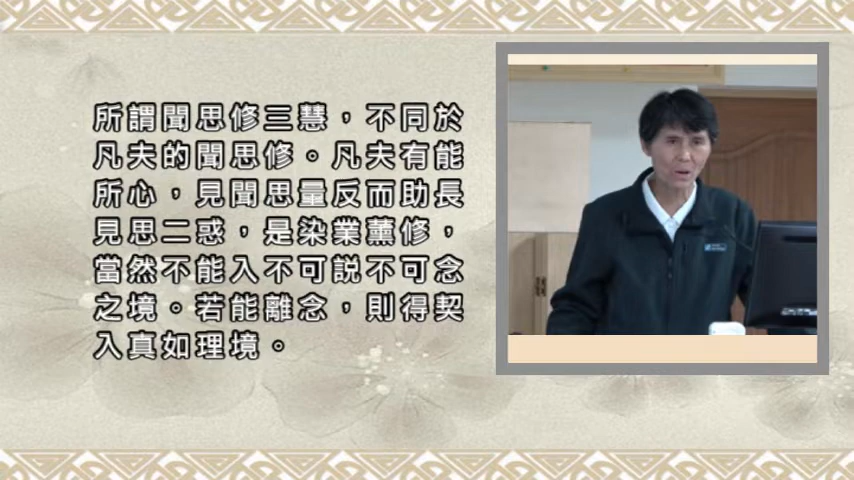 所謂聞思修三慧，不同於
凡夫的聞思修。凡夫有能
所心，見聞思量反而助長
見思二惑，是染業薰修，
當然不能入不可說不可念
之境。若能離念，則得契
入真如理境。